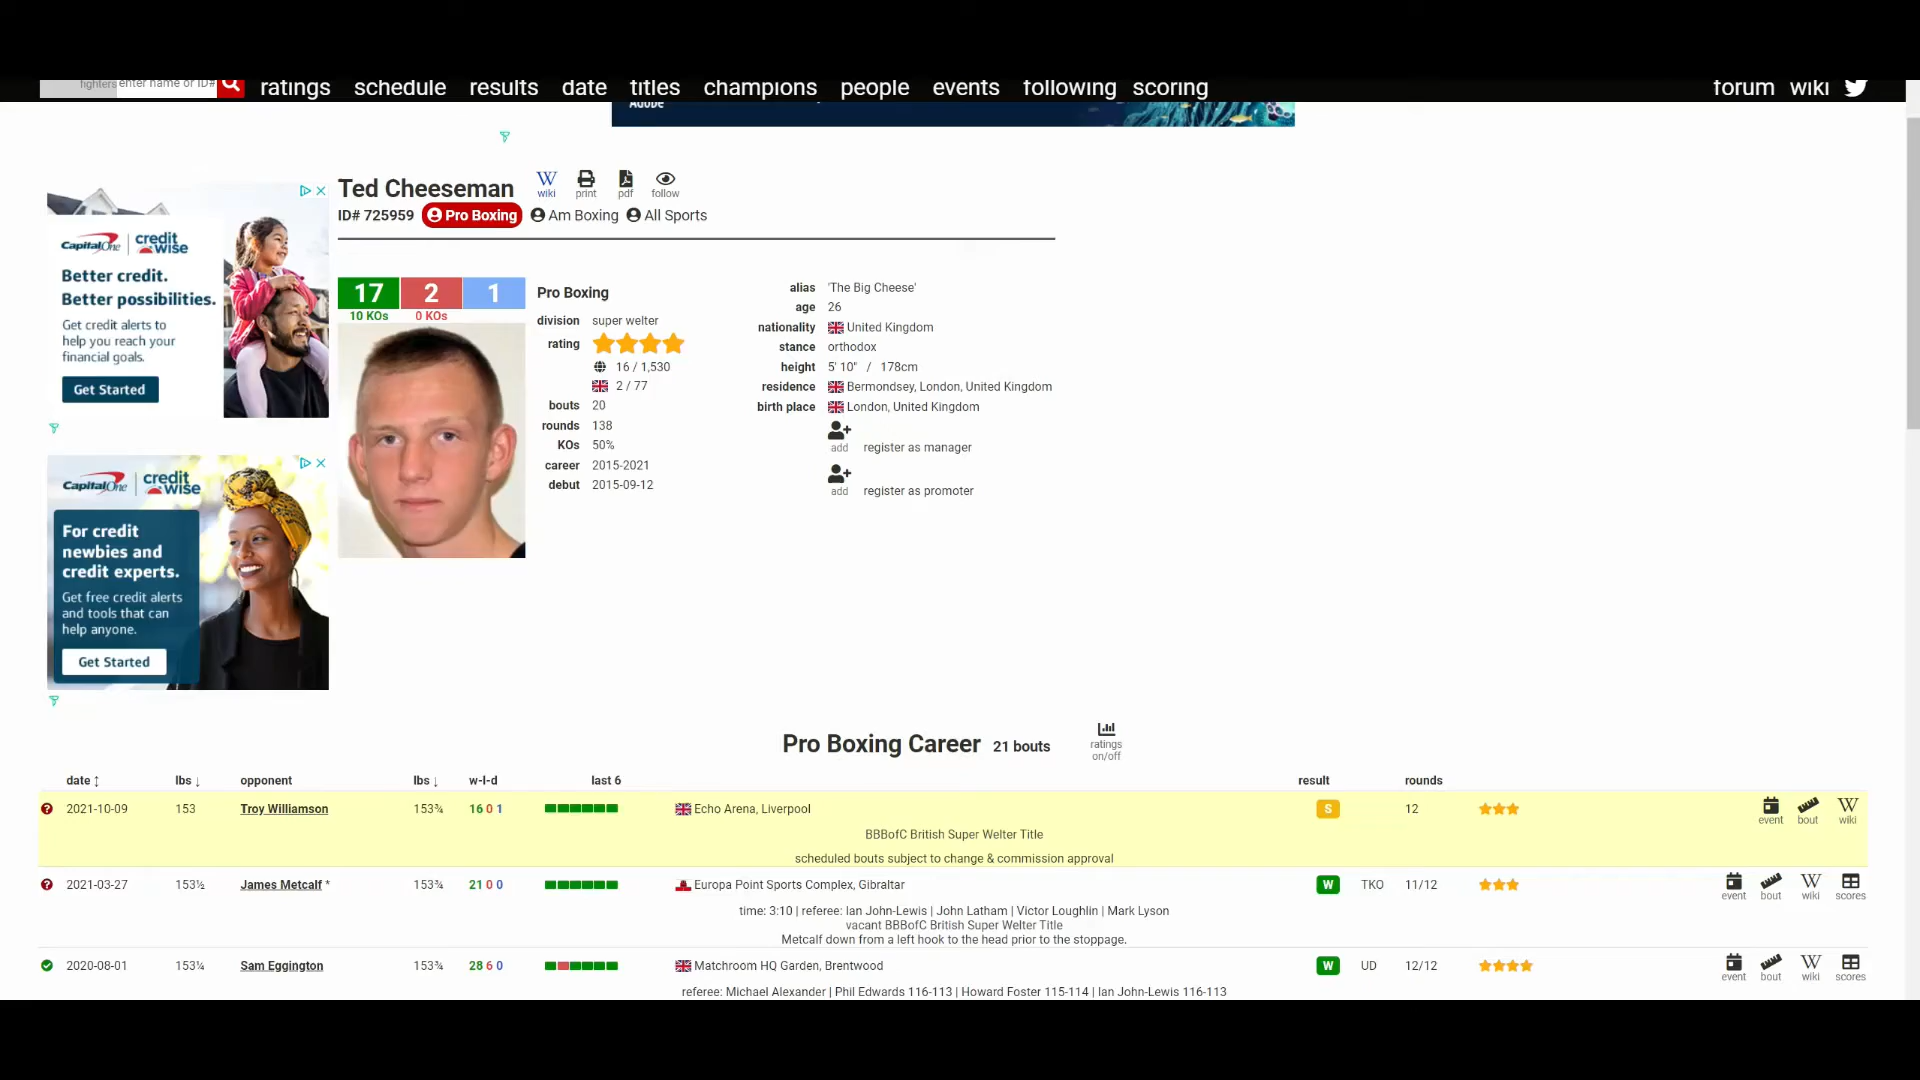 fighters enter name or ID# ratings schedule results date titles champions people events following scoring forum wiki
Adobe
Ted Cheeseman
wiki print pdf follow
ID# 725959 Pro Boxing Am Boxing All Sports
Capital One credit wise
Better credit.
Better possibilities.
Get credit alerts to
help you reach your
financial goals.
Get Started
Capital One credit wise
For credit
newbies and
credit experts.
Get free credit alerts
and tools that can
help anyone.
Get Started
17 2 1
10 KOs 0 KOs
Pro Boxing
division super welter
rating
16 / 1,530
2 / 77
bouts 20
rounds 138
KOs 50%
career 2015-2021
debut 2015-09-12
alias 'The Big Cheese'
age 26
nationality United Kingdom
stance orthodox
height 5' 10" / 178cm
residence Bermondsey, London, United Kingdom
birth place London, United Kingdom
add register as manager
add register as promoter
Pro Boxing Career 21 bouts
ratings
on/off
date lbs opponent lbs w-l-d last 6 result rounds
2021-10-09 153 Troy Williamson 153¾ 16 0 1 Echo Arena, Liverpool S 12 event bout wiki
BBBofC British Super Welter Title
scheduled bouts subject to change & commission approval
2021-03-27 153½ James Metcalf * 153¾ 21 0 0 Europa Point Sports Complex, Gibraltar W TKO 11/12 event bout wiki scores
time: 3:10 | referee: Ian John-Lewis | John Latham | Victor Loughlin | Mark Lyson
vacant BBBofC British Super Welter Title
Metcalf down from a left hook to the head prior to the stoppage.
2020-08-01 153¼ Sam Eggington 153¾ 28 6 0 Matchroom HQ Garden, Brentwood W UD 12/12 event bout wiki scores
referee: Michael Alexander | Phil Edwards 116-113 | Howard Foster 115-114 | Ian John-Lewis 116-113